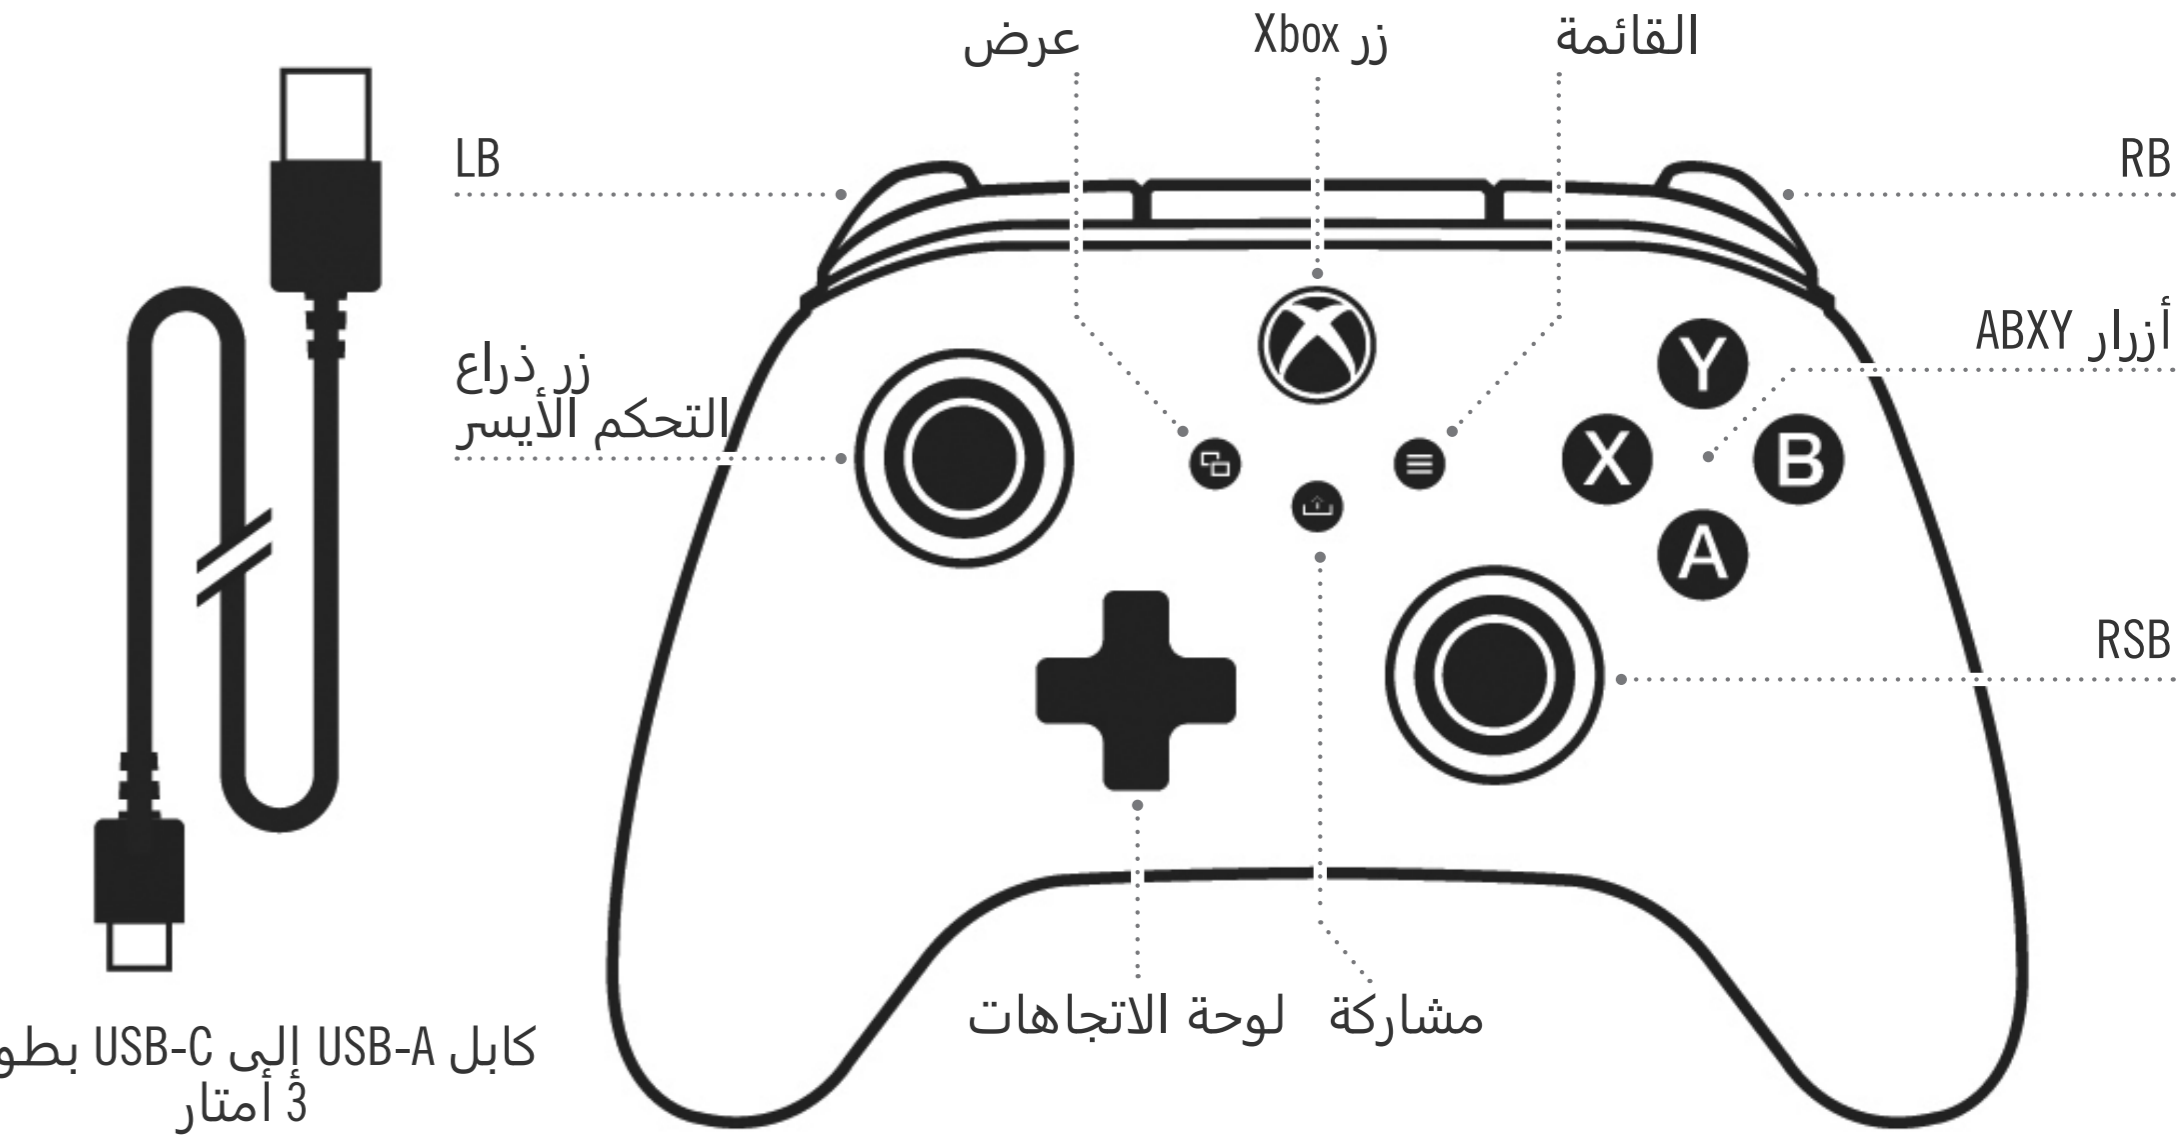 القائمة
زر Xbox
عرض
RB
LB
أزرار ABXY
زر ذراع
التحكم الأيسر
Y
X
B
A
RSB
مشاركة
لوحة الاتجاهات
كابل USB-A إلى USB-C بطو
3 أمتار